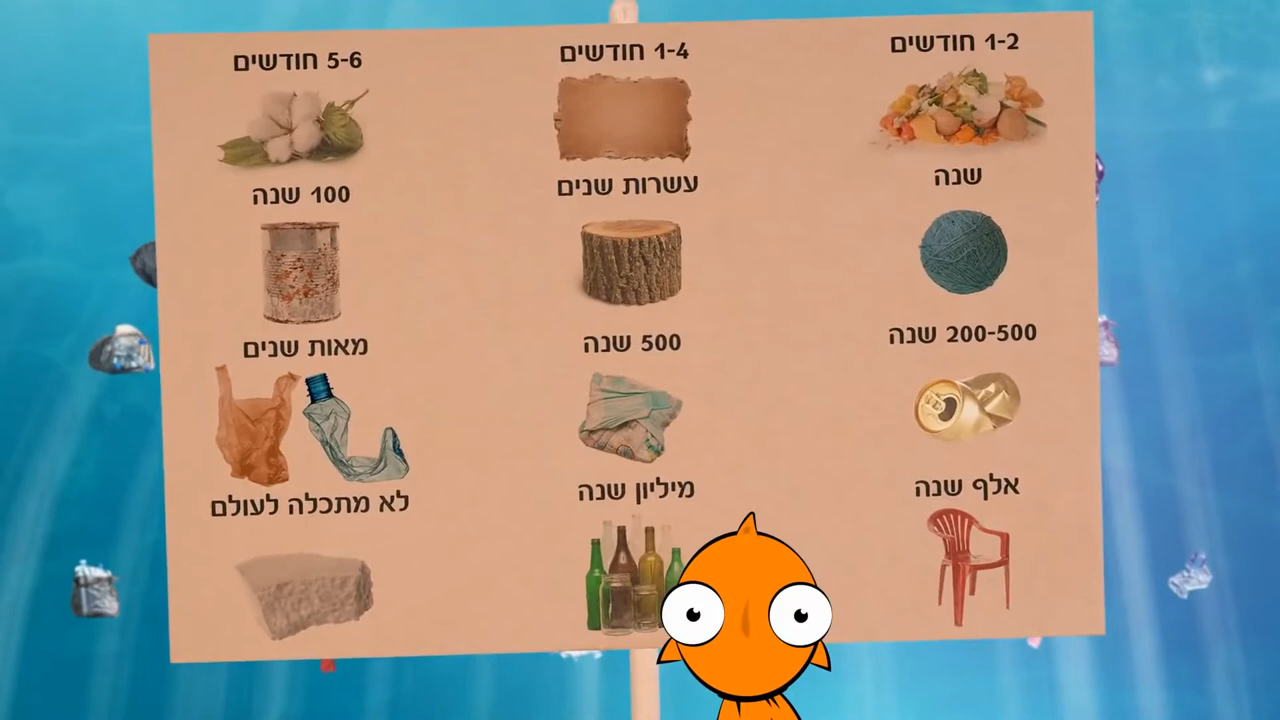 1-2 חודשים
1-4 חודשים
5-6 חודשים
שנה
עשרות שנים
100 שנה
200-500 שנה
500 שנה
מאות שנים
אלף שנה
מיליון שנה
לא מתכלה לעולם